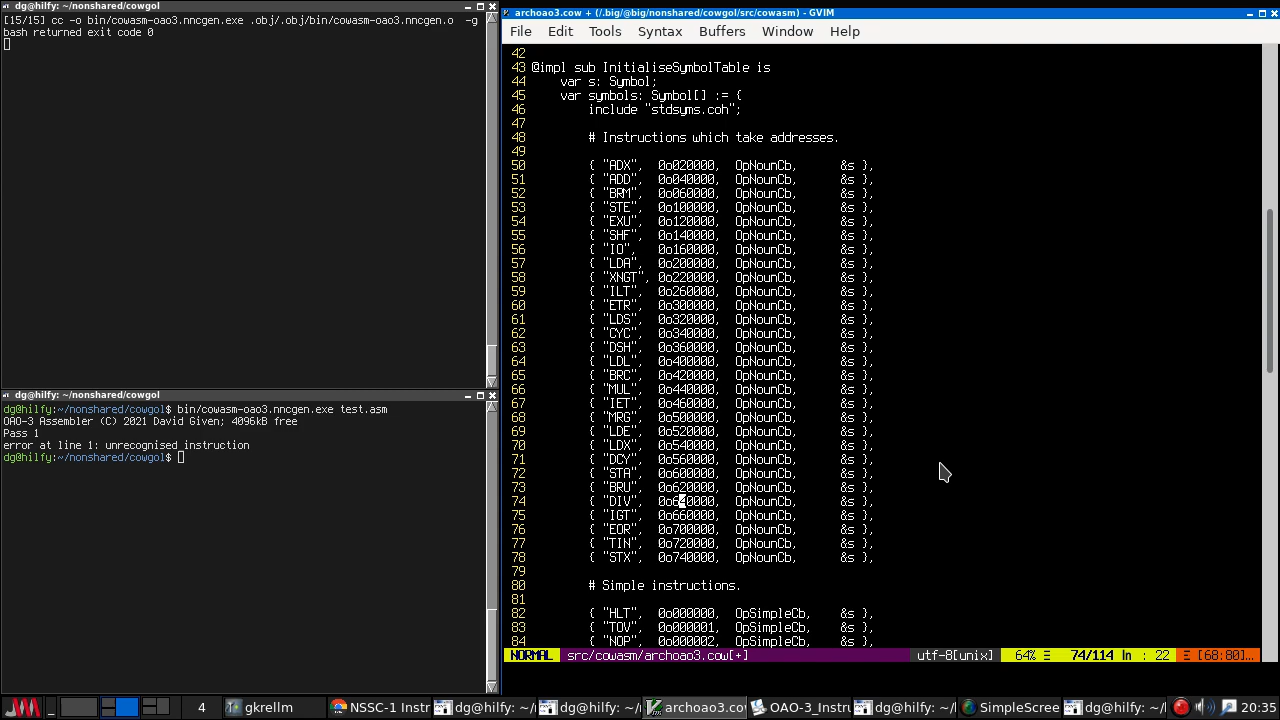 dg@hilfy: ~/nonshared/cowgol
[19/19] c : bin/cowasm-oao3.nncgen.exe .obj/.obj/bin/cowasm-oao3.nncgen.o -g
bash returned exit code 0
dg@hilfy: ~/nonshared/cowgol
dg@hilfy:~/nonshared/cowgol$ bin/cowasm-oao3.nncgen.exe test.asm
OAO-3 Assembler (C) 2021 David Given; 4096kB free
Pass 1
error at line 1: unrecognised instruction
dg@hilfy:~/nonshared/cowgol$
archoao3.cow + (/.big/@big/nonshared/cowgol/src/cowasm) - GVIM
File Edit Tools Syntax Buffers Window Help
42
43 @impl sub InitialiseSymbolTable is
44 var s: Symbol;
45 var symbols: Symbol[] := {
46 include "stdsyms.coh";
47
48 # Instructions which take addresses.
49
50 { "ADX", 0o020000, OpNounCb, &s },
51 { "ADD", 0o040000, OpNounCb, &s },
52 { "BRM", 0o060000, OpNounCb, &s },
53 { "STE", 0o100000, OpNounCb, &s },
54 { "EXU", 0o120000, OpNounCb, &s },
55 { "SHF", 0o140000, OpNounCb, &s },
56 { "IO", 0o160000, OpNounCb, &s },
57 { "LDA", 0o200000, OpNounCb, &s },
58 { "XNGT", 0o220000, OpNounCb, &s },
59 { "ILT", 0o260000, OpNounCb, &s },
60 { "ETR", 0o300000, OpNounCb, &s },
61 { "LDS", 0o320000, OpNounCb, &s },
62 { "CYC", 0o340000, OpNounCb, &s },
63 { "DSH", 0o360000, OpNounCb, &s },
64 { "LDL", 0o400000, OpNounCb, &s },
65 { "BRC", 0o420000, OpNounCb, &s },
66 { "MUL", 0o440000, OpNounCb, &s },
67 { "IET", 0o460000, OpNounCb, &s },
68 { "MRG", 0o500000, OpNounCb, &s },
69 { "LDE", 0o520000, OpNounCb, &s },
70 { "LDX", 0o540000, OpNounCb, &s },
71 { "DCY", 0o560000, OpNounCb, &s },
72 { "STA", 0o600000, OpNounCb, &s },
73 { "BRU", 0o620000, OpNounCb, &s },
74 { "DIV", 0o640000, OpNounCb, &s },
75 { "IGT", 0o660000, OpNounCb, &s },
76 { "EOR", 0o700000, OpNounCb, &s },
77 { "TIN", 0o720000, OpNounCb, &s },
78 { "STX", 0o740000, OpNounCb, &s },
79
80 # Simple instructions.
81
82 { "HLT", 0o000000, OpSimpleCb, &s },
83 { "TOV", 0o000001, OpSimpleCb, &s },
84 { "NOP", 0o000002, OpSimpleCb, &s },
NORMAL src/cowasm/archoao3.cow[+] utf-8[unix] 64% Ξ 74/114 ln : 22 Ξ [68:80]…
4 gkrellm NSSC-1 Instr dg@hilfy: ~/ dg@hilfy: ~/ archoao3.cow OAO-3_Instru dg@hilfy: ~/ SimpleScree dg@hilfy: ~/ 20:35